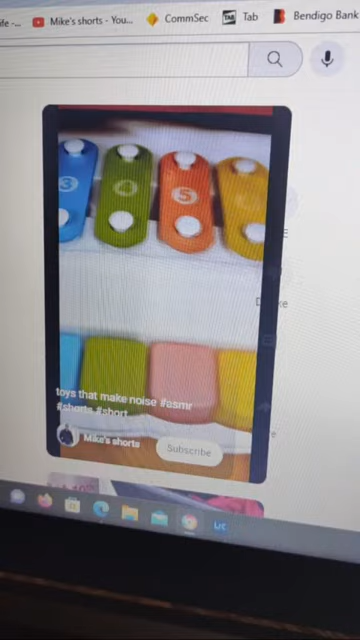 Mike's shorts - You...
CommSec
TAB
Tab
Bendigo Bank
3
5
toys that make noise #asmr
#shorts #short
Mike's shorts
Subscribe